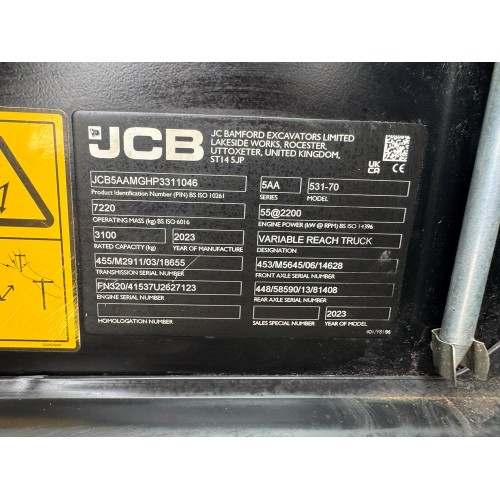 JCB
JC BAMFORD EXCAVATORS LIMITED
LAKESIDE WORKS, ROCESTER,
UTTOXETER, UNITED KINGDOM,
ST14 5JP
UK
CA
JCB5AAMGHP3311046 5AA 531-70
Product Identification Number (PIN) BS ISO 10261 SERIES MODEL
7220 55@2200
OPERATING MASS (kg) BS ISO 6016 ENGINE POWER (kW @ RPM) BS ISO 14396
3100 2023 VARIABLE REACH TRUCK
RATED CAPACITY (kg) YEAR OF MANUFACTURE DESIGNATION
455/M2911/03/18655 453/M5645/06/14628
TRANSMISSION SERIAL NUMBER FRONT AXLE SERIAL NUMBER
FN320/41537U2627123 448/58590/13/81408
ENGINE SERIAL NUMBER REAR AXLE SERIAL NUMBER
2023
HOMOLOGATION NUMBER SALES SPECIAL NUMBER YEAR OF MODEL